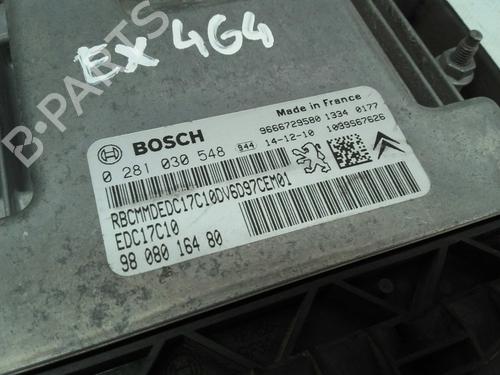 EX 4G4
B-PARTS
BOSCH
Made in France
9666729580 1334 0177
0 281 030 548 944 14-12-10 1039S67626
RBCMMDEDC17C10DV6D97CEM01
EDC17C10
98 080 164 80